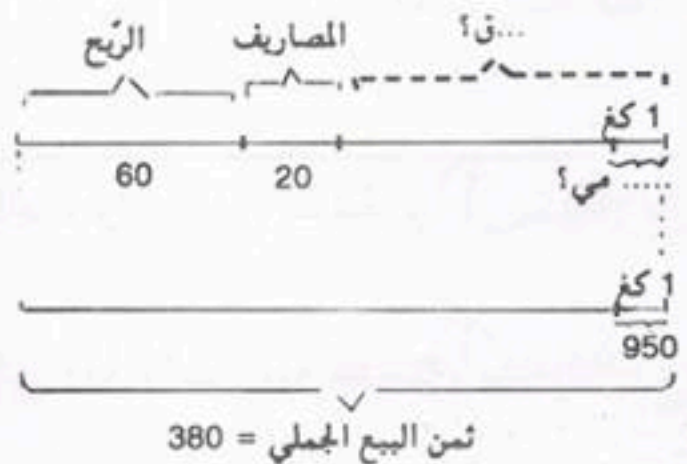 الرّبح المصاريف ...ق؟
1 كغ
60 20 مي؟ .....
1 كغ
950
ثمن البيع الجملي = 380